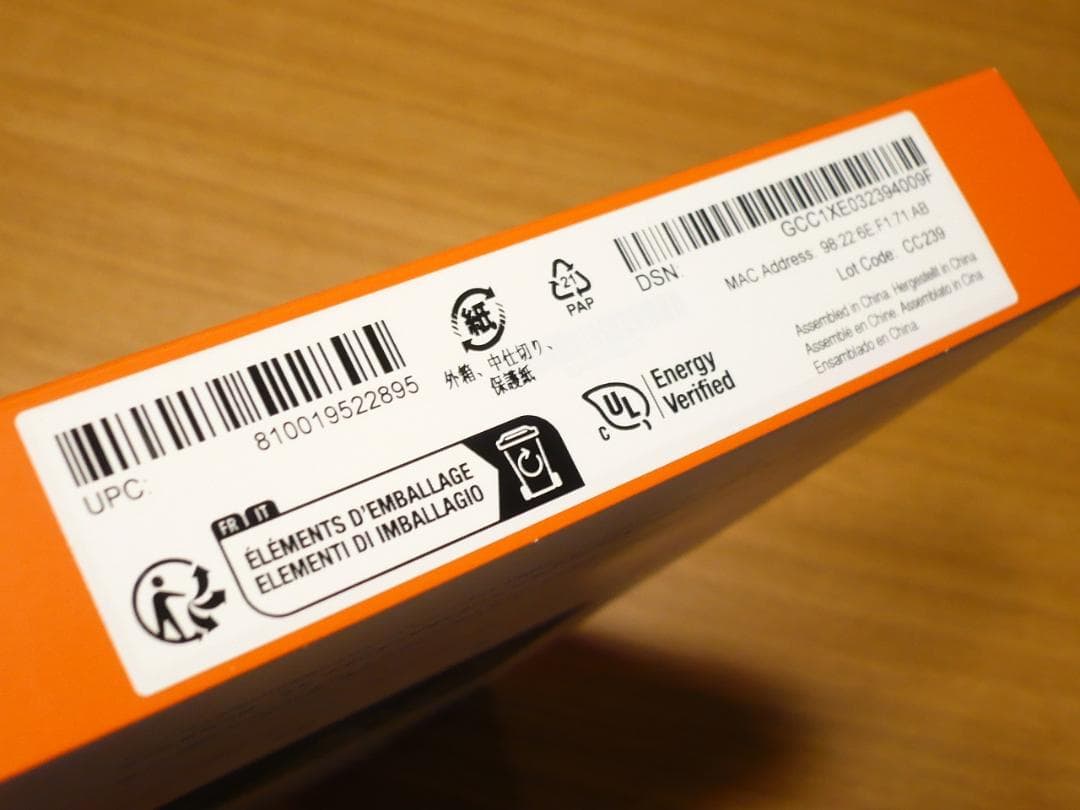 UPC:
810019522895
紙
外箱、中仕切り、
保護紙
21
PAP
DSN:
GCC1XE032394009F
MAC Address: 98:22:6E:F1:71:AB
Lot Code: CC239
Assembled in China. Hergestellt in China
Assemblé en Chine. Assemblato in Cina
Ensamblado en China.
FR IT
ÉLÉMENTS D'EMBALLAGE
ELEMENTI DI IMBALLAGIO
C UL
Energy
Verified